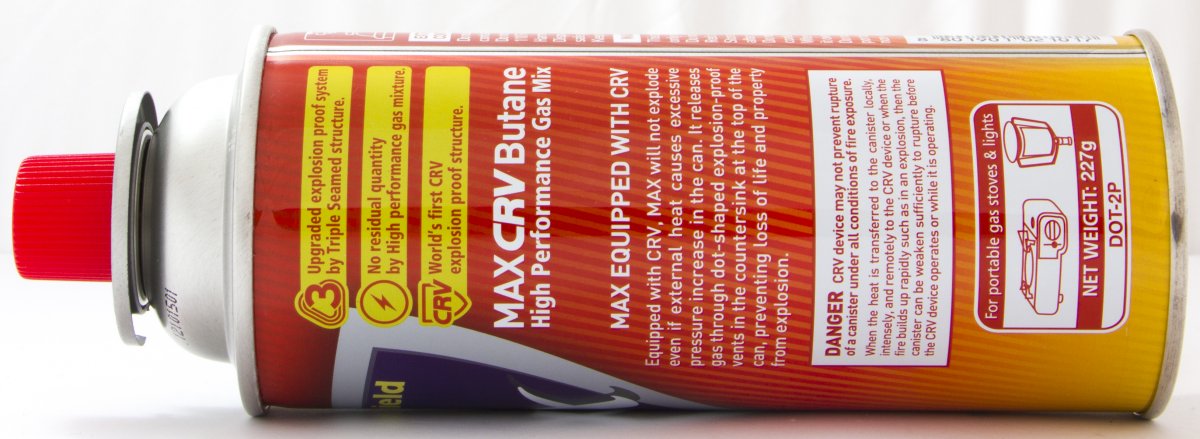 3
Upgraded explosion proof system
by Triple Seamed structure.
No residual quantity
by High performance gas mixture.
CRV
World's first CRV
explosion proof structure.
MAX CRV Butane
High Performance Gas Mix
MAX EQUIPPED WITH CRV
Equipped with CRV, MAX will not explode
even if external heat causes excessive
pressure increase in the can. It releases
gas through dot-shaped explosion-proof
vents in the countersink at the top of the
can, preventing loss of life and property
from explosion.
DANGER CRV device may not prevent rupture
of a canister under all conditions of fire exposure.
When the heat is transferred to the canister locally,
intensely, and remotely to the CRV device or when the
fire builds up rapidly such as in an explosion, then the
canister can be weaken sufficiently to rupture before
the CRV device operates or while it is operating.
For portable gas stoves & lights
NET WEIGHT: 227g
DOT-2P
ield